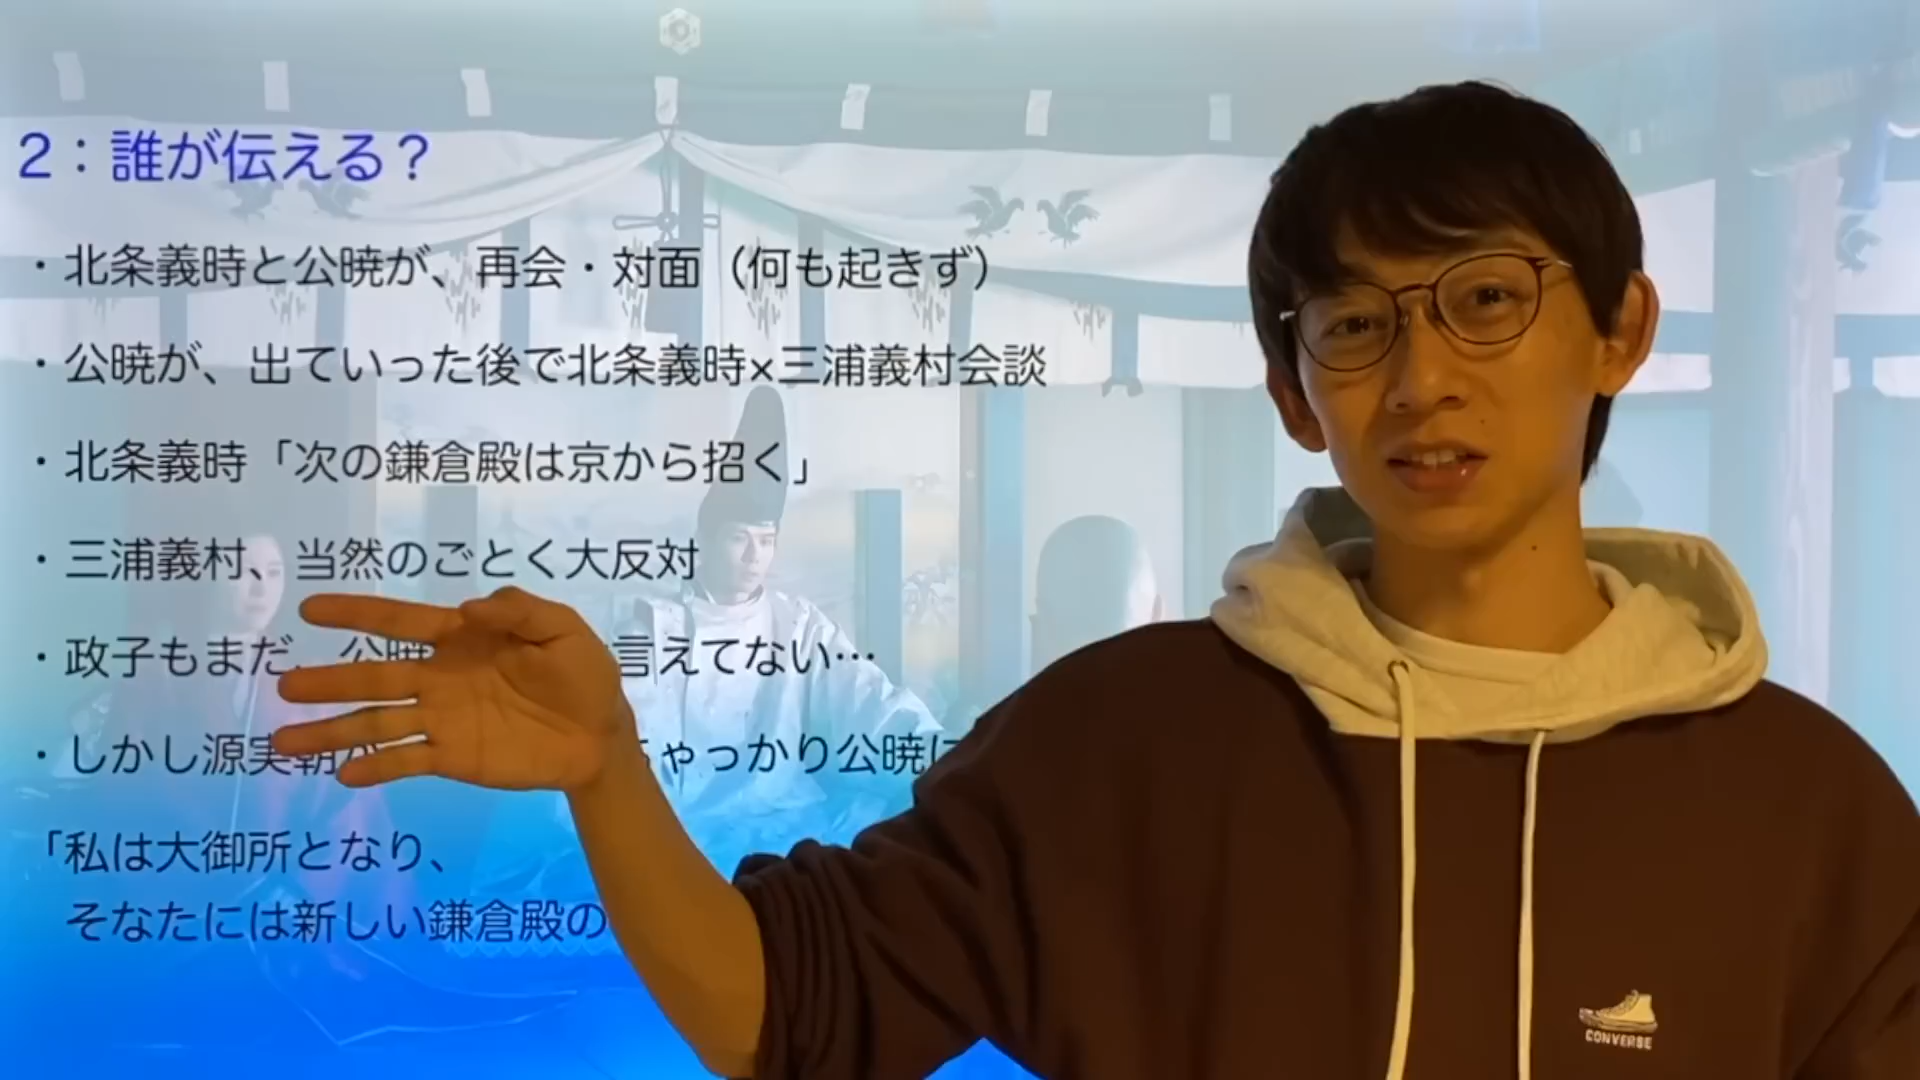 2：誰が伝える？
・北条義時と公暁が、再会・対面（何も起きず）
・公暁が、出ていった後で北条義時×三浦義村会談
・北条義時「次の鎌倉殿は京から招く」
・三浦義村、当然のごとく大反対
・政子もまだ、公暁 言えてない…
・しかし源実朝が ゃっかり公暁に
「私は大御所となり、
そなたには新しい鎌倉殿の
CONVERSE